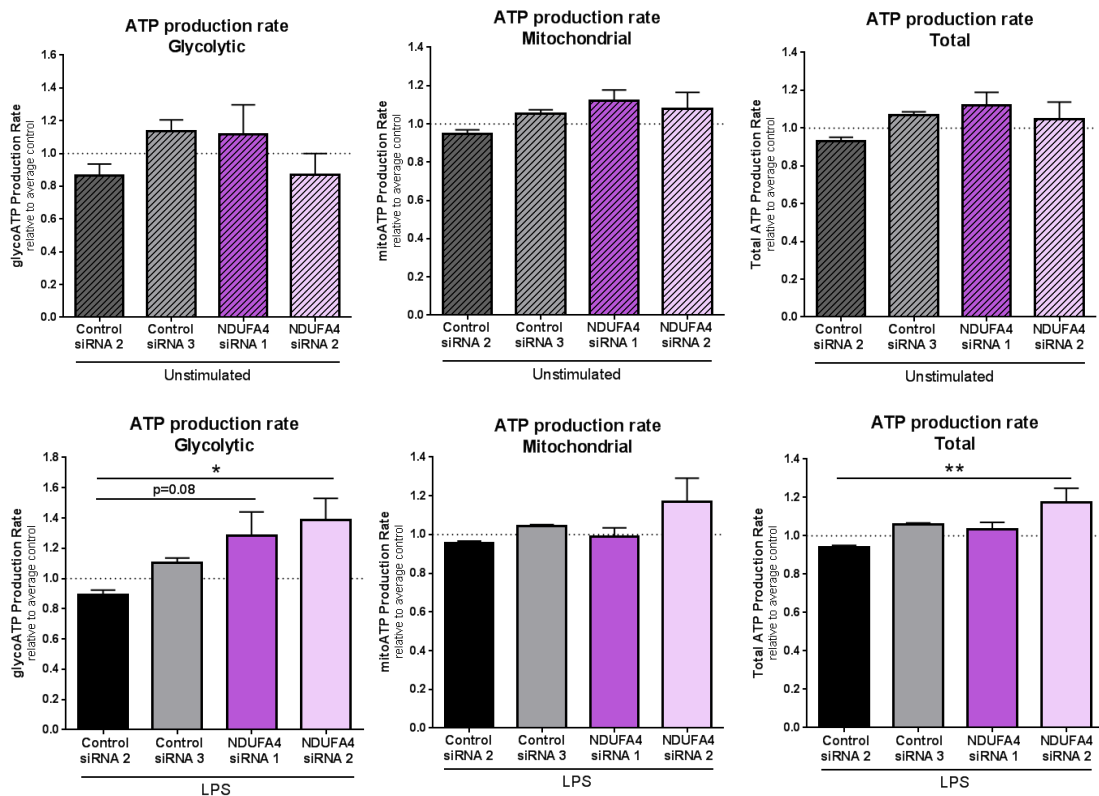 ATP production rate
Glycolytic
glycoATP Production Rate
relative to average control
1.6
1.4
1.2
1.0
0.8
0.6
0.4
0.2
0.0
Control
siRNA 2
Control
siRNA 3
NDUFA4
siRNA 1
NDUFA4
siRNA 2
Unstimulated
ATP production rate
Mitochondrial
mitoATP Production Rate
relative to average control
1.4
1.2
1.0
0.8
0.6
0.4
0.2
0.0
Control
siRNA 2
Control
siRNA 3
NDUFA4
siRNA 1
NDUFA4
siRNA 2
Unstimulated
ATP production rate
Total
Total ATP Production Rate
relative to average control
1.4
1.2
1.0
0.8
0.6
0.4
0.2
0.0
Control
siRNA 2
Control
siRNA 3
NDUFA4
siRNA 1
NDUFA4
siRNA 2
Unstimulated
ATP production rate
Glycolytic
glycoATP Production Rate
relative to average control
1.8
1.6
1.4
1.2
1.0
0.8
0.6
0.4
0.2
0.0
*
p=0.08
Control
siRNA 2
Control
siRNA 3
NDUFA4
siRNA 1
NDUFA4
siRNA 2
LPS
ATP production rate
Mitochondrial
mitoATP Production Rate
relative to average control
1.4
1.2
1.0
0.8
0.6
0.4
0.2
0.0
Control
siRNA 2
Control
siRNA 3
NDUFA4
siRNA 1
NDUFA4
siRNA 2
LPS
ATP production rate
Total
Total ATP Production Rate
relative to average control
1.4
1.2
1.0
0.8
0.6
0.4
0.2
0.0
**
Control
siRNA 2
Control
siRNA 3
NDUFA4
siRNA 1
NDUFA4
siRNA 2
LPS